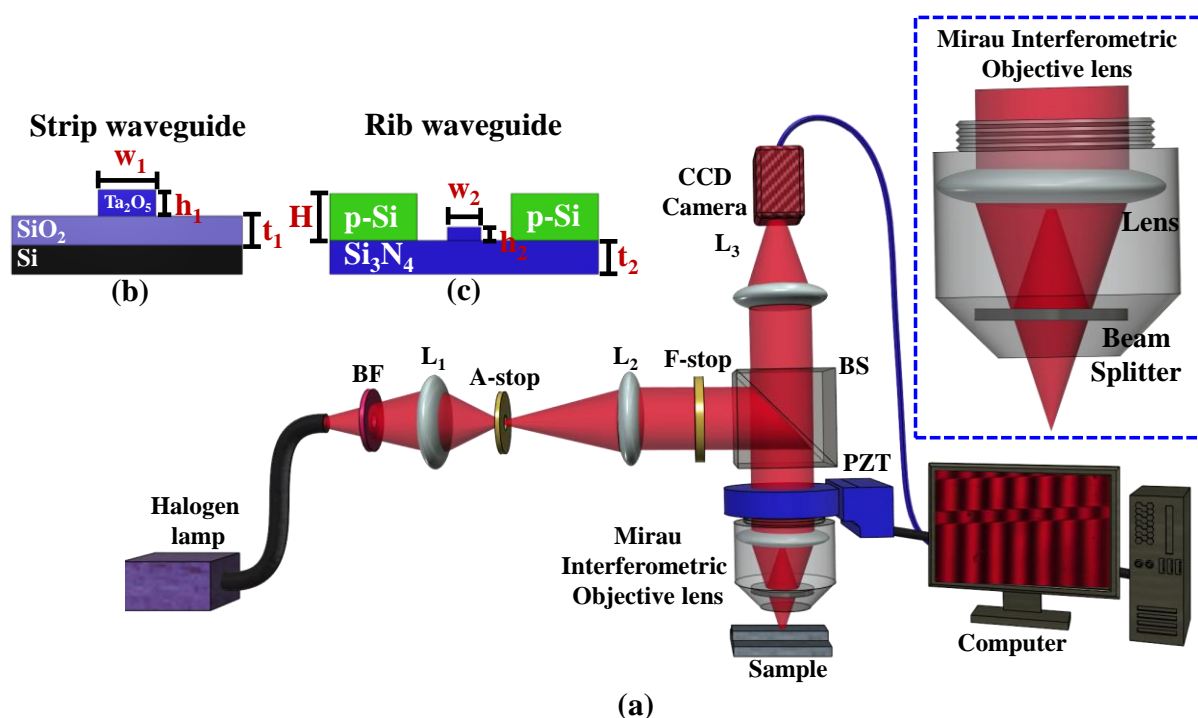 Mirau Interferometric
Objective lens
Lens
Beam
Splitter
Strip waveguide
w₁
Ta₂O₅
h₁
SiO₂
t₁
Si
(b)
Rib waveguide
w₂
H
p-Si
p-Si
h₂
Si₃N₄
t₂
(c)
CCD
Camera
L₃
BF
L₁
A-stop
L₂
F-stop
BS
PZT
Halogen
lamp
Mirau
Interferometric
Objective lens
Sample
Computer
(a)